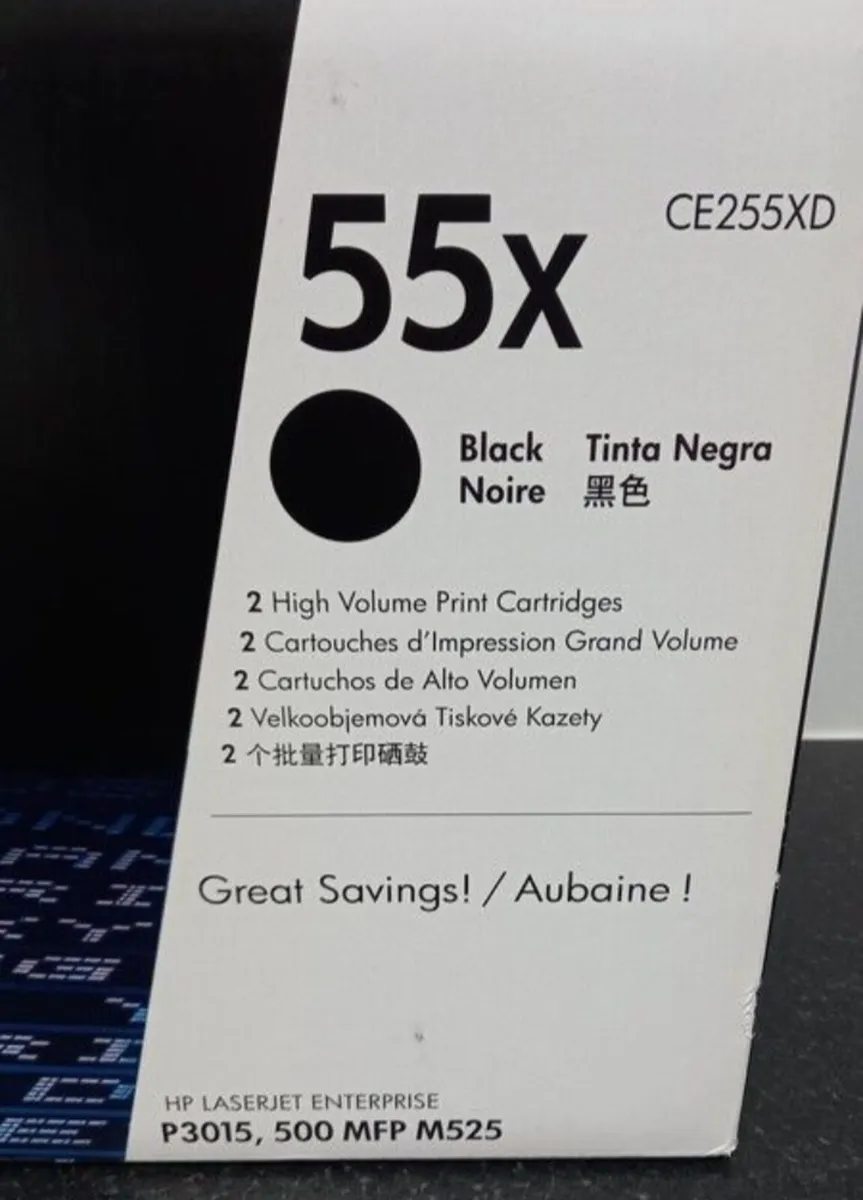 55X
CE255XD
Black Tinta Negra
Noire 黑色
2 High Volume Print Cartridges
2 Cartouches d'Impression Grand Volume
2 Cartuchos de Alto Volumen
2 Velkoobjemová Tiskové Kazety
2 个批量打印硒鼓
Great Savings! / Aubaine !
HP LASERJET ENTERPRISE
P3015, 500 MFP M525